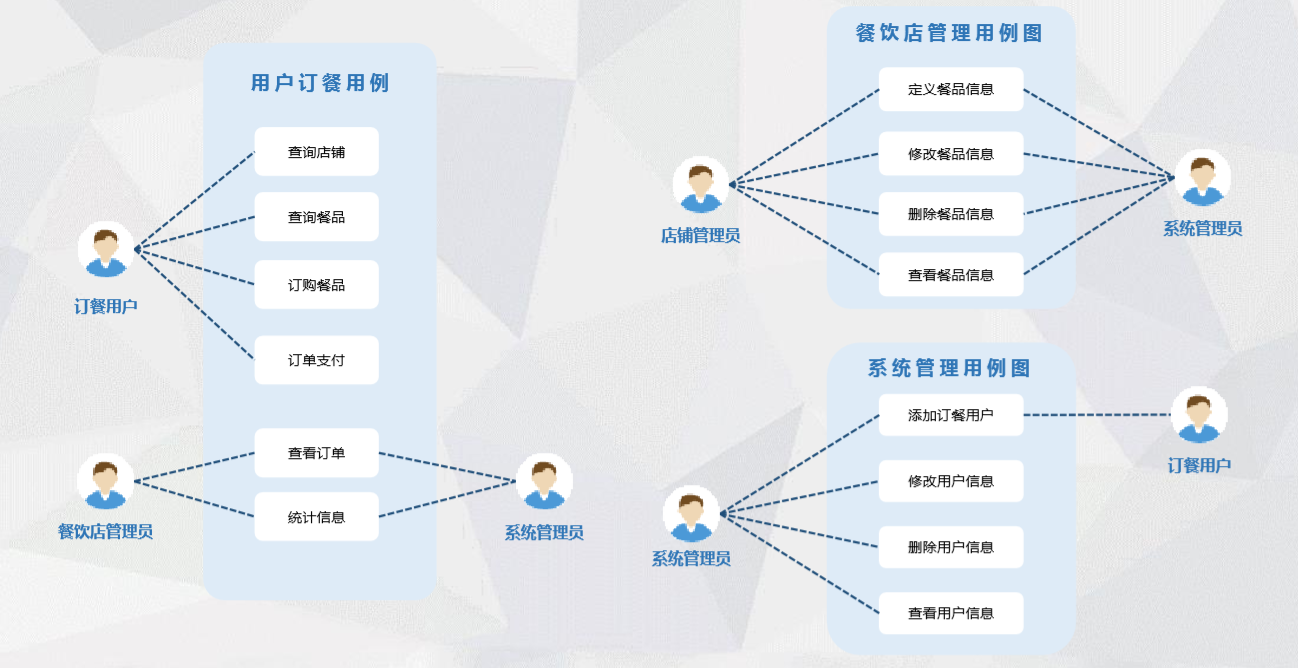 用户订餐用例
查询店铺
查询餐品
订购餐品
订单支付
订餐用户
查看订单
统计信息
餐饮店管理员
系统管理员
餐饮店管理用例图
定义餐品信息
修改餐品信息
删除餐品信息
查看餐品信息
店铺管理员
系统管理员
系统管理用例图
添加订餐用户
修改用户信息
删除用户信息
查看用户信息
系统管理员
订餐用户